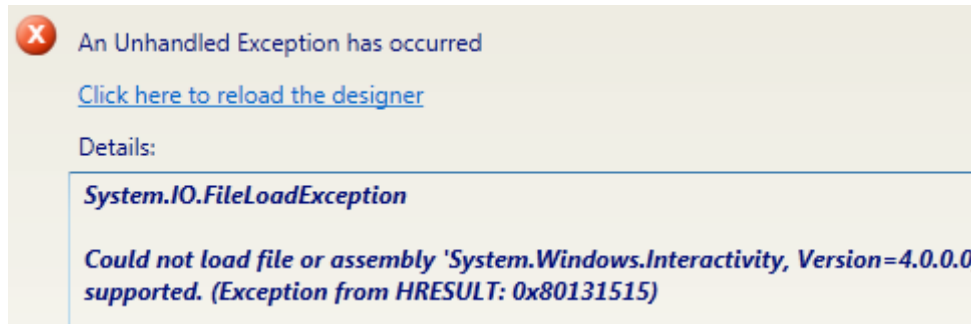 An Unhandled Exception has occurred
Click here to reload the designer
Details:
System.IO.FileLoadException
Could not load file or assembly 'System.Windows.Interactivity, Version=4.0.0.0
supported. (Exception from HRESULT: 0x80131515)